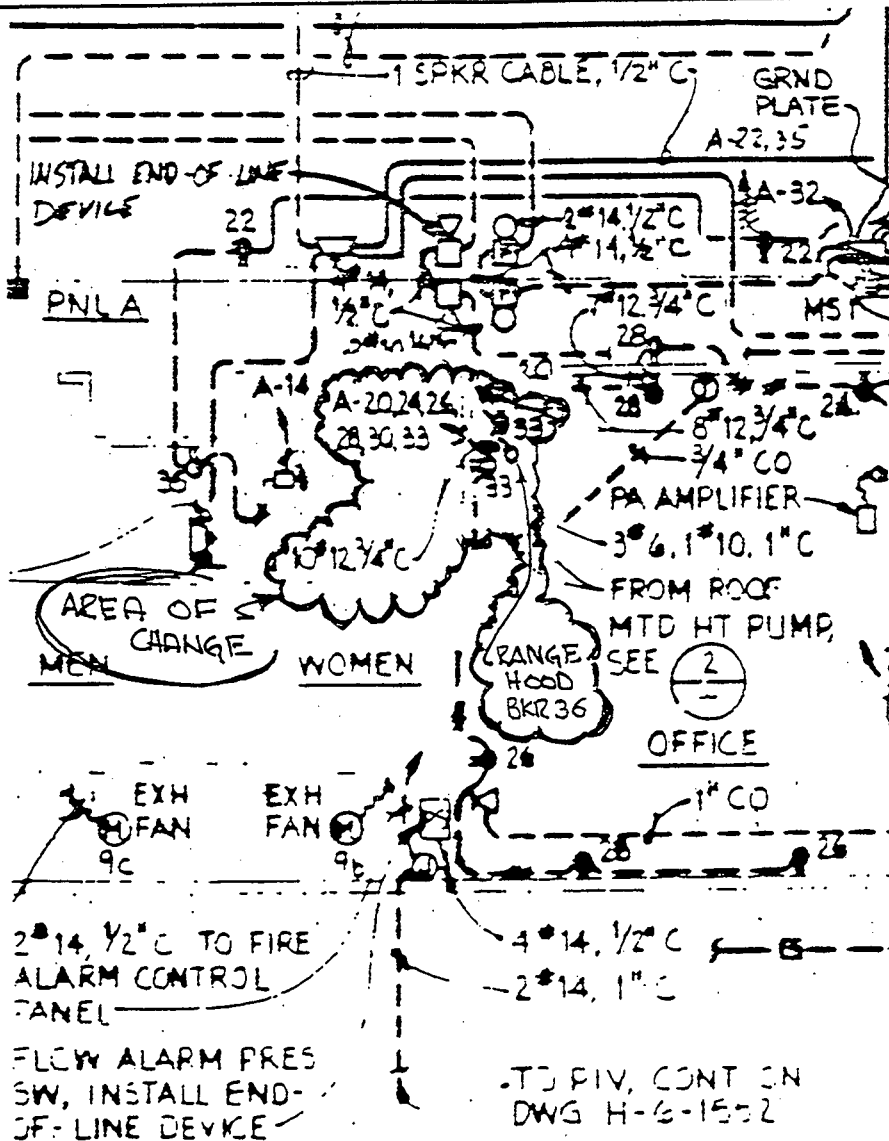 1 SPKR CABLE, 1/2" C
GRND
PLATE
A-22,35
INSTALL END-OF-LINE
DEVICE
22
2#14,1/2"C
#14,1/2"C
A-32
22
PNL A
1/2"C
#12 3/4"C
MS1
28
20
A-14
A-20,24,26,
28,30,33
33
28
24
8#12,3/4"C
3/4"CO
33
PA AMPLIFIER
3#6, 1#10, 1"C
10#12,3/4"C
FROM ROOF
MTD HT PUMP,
SEE
2
-
AREA OF
CHANGE
MEN
WOMEN
RANGE
HOOD
BKR 36
OFFICE
26
1" CO
EXH
FAN
M
9c
EXH
FAN
M
9b
26
26
2#14, 1/2"C TO FIRE
ALARM CONTROL
PANEL
4#14, 1/2"C
2#14, 1"C
FLOW ALARM PRES
SW, INSTALL END-
OF-LINE DEVICE
TO PIV, CONT ON
DWG H-6-1552